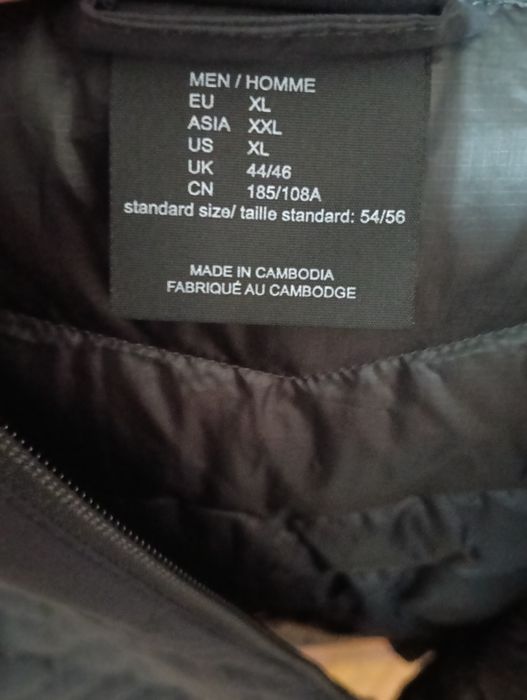 MEN / HOMME
EU XL
ASIA XXL
US XL
UK 44/46
CN 185/108A
standard size/ taille standard: 54/56
MADE IN CAMBODIA
FABRIQUÉ AU CAMBODGE